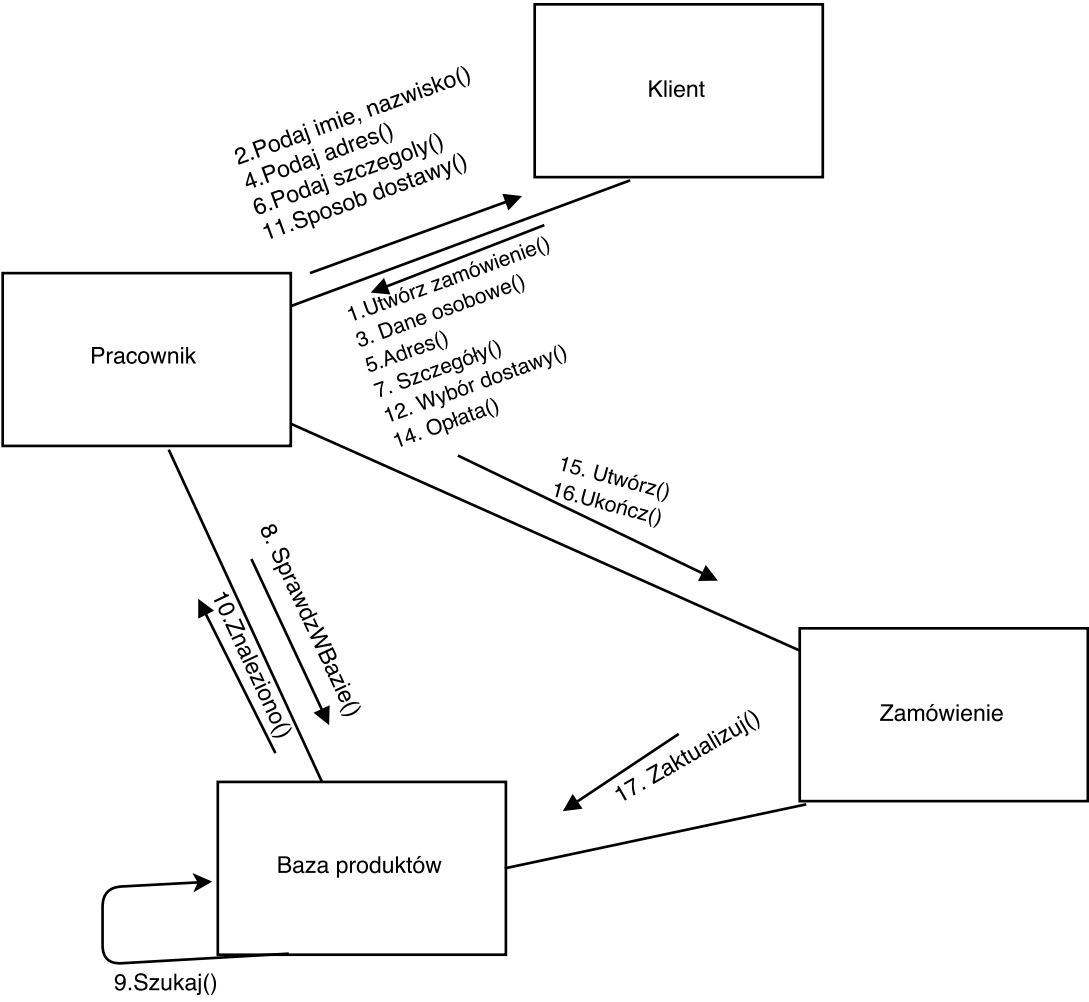 Klient
2.Podaj imie, nazwisko()
4.Podaj adres()
6.Podaj szczegoly()
11.Sposob dostawy()
1.Utwórz zamówienie()
3. Dane osobowe()
5.Adres()
7. Szczegóły()
12. Wybór dostawy()
14. Opłata()
Pracownik
15. Utwórz()
16.Ukończ()
8. SprawdzWBazie()
10.Znaleziono()
Zamówienie
17. Zaktualizuj()
Baza produktów
9.Szukaj()